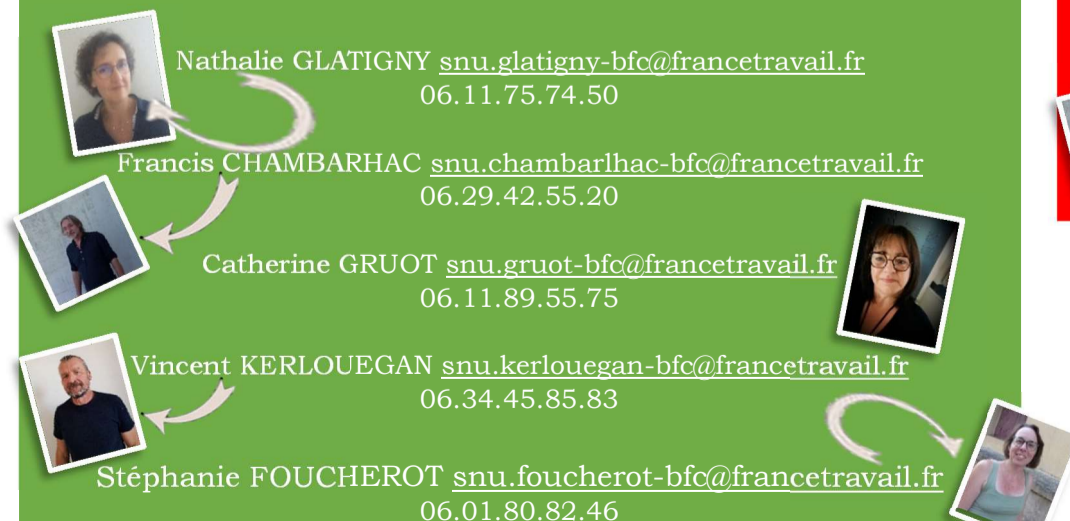 Nathalie GLATIGNY snu.glatigny-bfc@francetravail.fr
06.11.75.74.50
Francis CHAMBARHAC snu.chambarlhac-bfc@francetravail.fr
06.29.42.55.20
Catherine GRUOT snu.gruot-bfc@francetravail.fr
06.11.89.55.75
Vincent KERLOUEGAN snu.kerlouegan-bfc@francetravail.fr
06.34.45.85.83
Stéphanie FOUCHEROT snu.foucherot-bfc@francetravail.fr
06.01.80.82.46